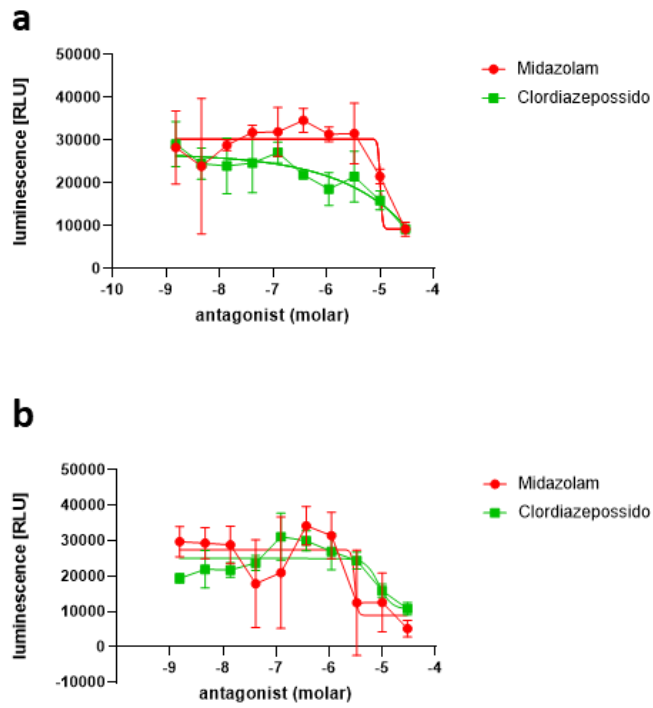 a
50000
40000
30000
20000
10000
0
luminescence [RLU]
-10 -9 -8 -7 -6 -5 -4
antagonist (molar)
Midazolam
Clordiazepossido
b
50000
40000
30000
20000
10000
0
-10000
luminescence [RLU]
-9 -8 -7 -6 -5 -4
antagonist (molar)
Midazolam
Clordiazepossido